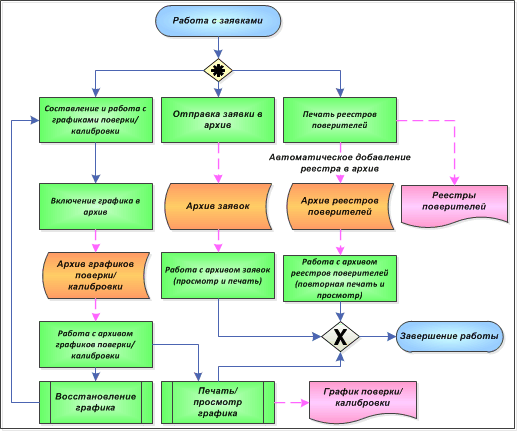 Работа с заявками
Составление и работа с
графиками поверки/
калибровки
Отправка заявки в
архив
Печать реестров
поверителей
Автоматическое добавление
реестра в архив
Включение графика в
архив
Архив заявок
Архив реестров
поверителей
Реестры
поверителей
Архив графиков
поверки/
калибровки
Работа с архивом заявок
(просмотр и печать)
Работа с архивом
реестров поверителей
(повторная печать и
просмотр)
Работа с архивом
графиков поверки/
калибровки
X
Завершение работы
Восстановление
графика
Печать/
просмотр
графика
График поверки/
калибровки